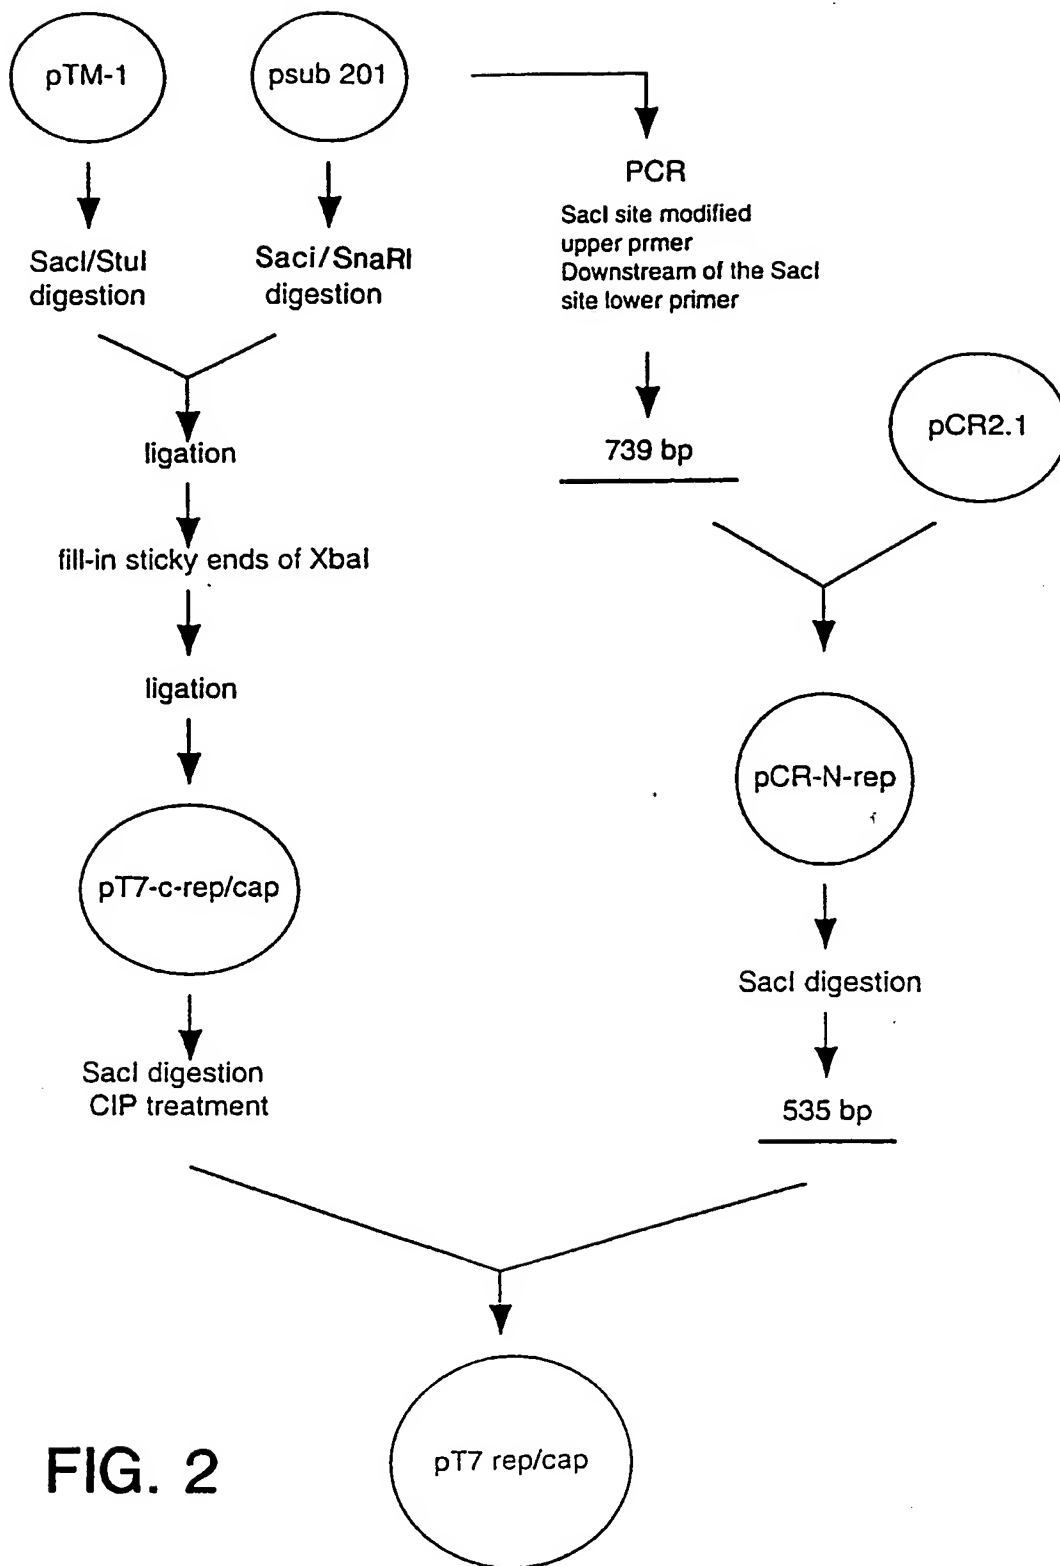 pTM-1
psub 201
SacI/StuI
digestion
Saci/SnaRI
digestion
PCR
SacI site modified
upper prmer
Downstream of the SacI
site lower primer
ligation
fill-in sticky ends of XbaI
ligation
pT7-c-rep/cap
SacI digestion
CIP treatment
739 bp
pCR2.1
pCR-N-rep
SacI digestion
535 bp
pT7 rep/cap
FIG. 2